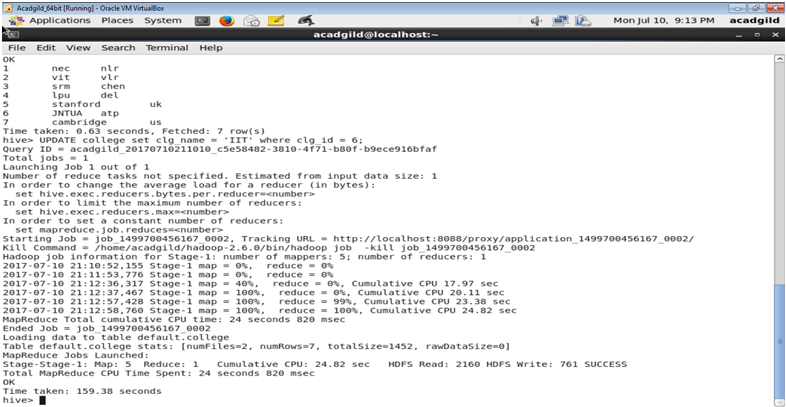 Acadgild_64bit [Running] - Oracle VM VirtualBox
Applications Places System Mon Jul 10, 9:13 PM acadgild
acadgild@localhost:~
File Edit View Search Terminal Help
OK
1 nec nlr
2 vit vlr
3 srm chen
4 lpu del
5 stanford uk
6 JNTUA atp
7 cambridge us
Time taken: 0.63 seconds, Fetched: 7 row(s)
hive> UPDATE college set clg_name = 'IIT' where clg_id = 6;
Query ID = acadgild_20170710211010_c5e58482-3810-4f71-b80f-b9ece916bfaf
Total jobs = 1
Launching Job 1 out of 1
Number of reduce tasks not specified. Estimated from input data size: 1
In order to change the average load for a reducer (in bytes):
  set hive.exec.reducers.bytes.per.reducer=<number>
In order to limit the maximum number of reducers:
  set hive.exec.reducers.max=<number>
In order to set a constant number of reducers:
  set mapreduce.job.reduces=<number>
Starting Job = job_1499700456167_0002, Tracking URL = http://localhost:8088/proxy/application_1499700456167_0002/
Kill Command = /home/acadgild/hadoop-2.6.0/bin/hadoop job  -kill job_1499700456167_0002
Hadoop job information for Stage-1: number of mappers: 5; number of reducers: 1
2017-07-10 21:10:52,155 Stage-1 map = 0%,  reduce = 0%
2017-07-10 21:11:53,776 Stage-1 map = 0%,  reduce = 0%
2017-07-10 21:12:36,317 Stage-1 map = 40%,  reduce = 0%, Cumulative CPU 17.97 sec
2017-07-10 21:12:37,467 Stage-1 map = 100%,  reduce = 0%, Cumulative CPU 20.11 sec
2017-07-10 21:12:57,428 Stage-1 map = 100%,  reduce = 99%, Cumulative CPU 23.38 sec
2017-07-10 21:12:58,760 Stage-1 map = 100%,  reduce = 100%, Cumulative CPU 24.82 sec
MapReduce Total cumulative CPU time: 24 seconds 820 msec
Ended Job = job_1499700456167_0002
Loading data to table default.college
Table default.college stats: [numFiles=2, numRows=7, totalSize=1452, rawDataSize=0]
MapReduce Jobs Launched:
Stage-Stage-1: Map: 5  Reduce: 1   Cumulative CPU: 24.82 sec   HDFS Read: 2160 HDFS Write: 761 SUCCESS
Total MapReduce CPU Time Spent: 24 seconds 820 msec
OK
Time taken: 159.38 seconds
hive>